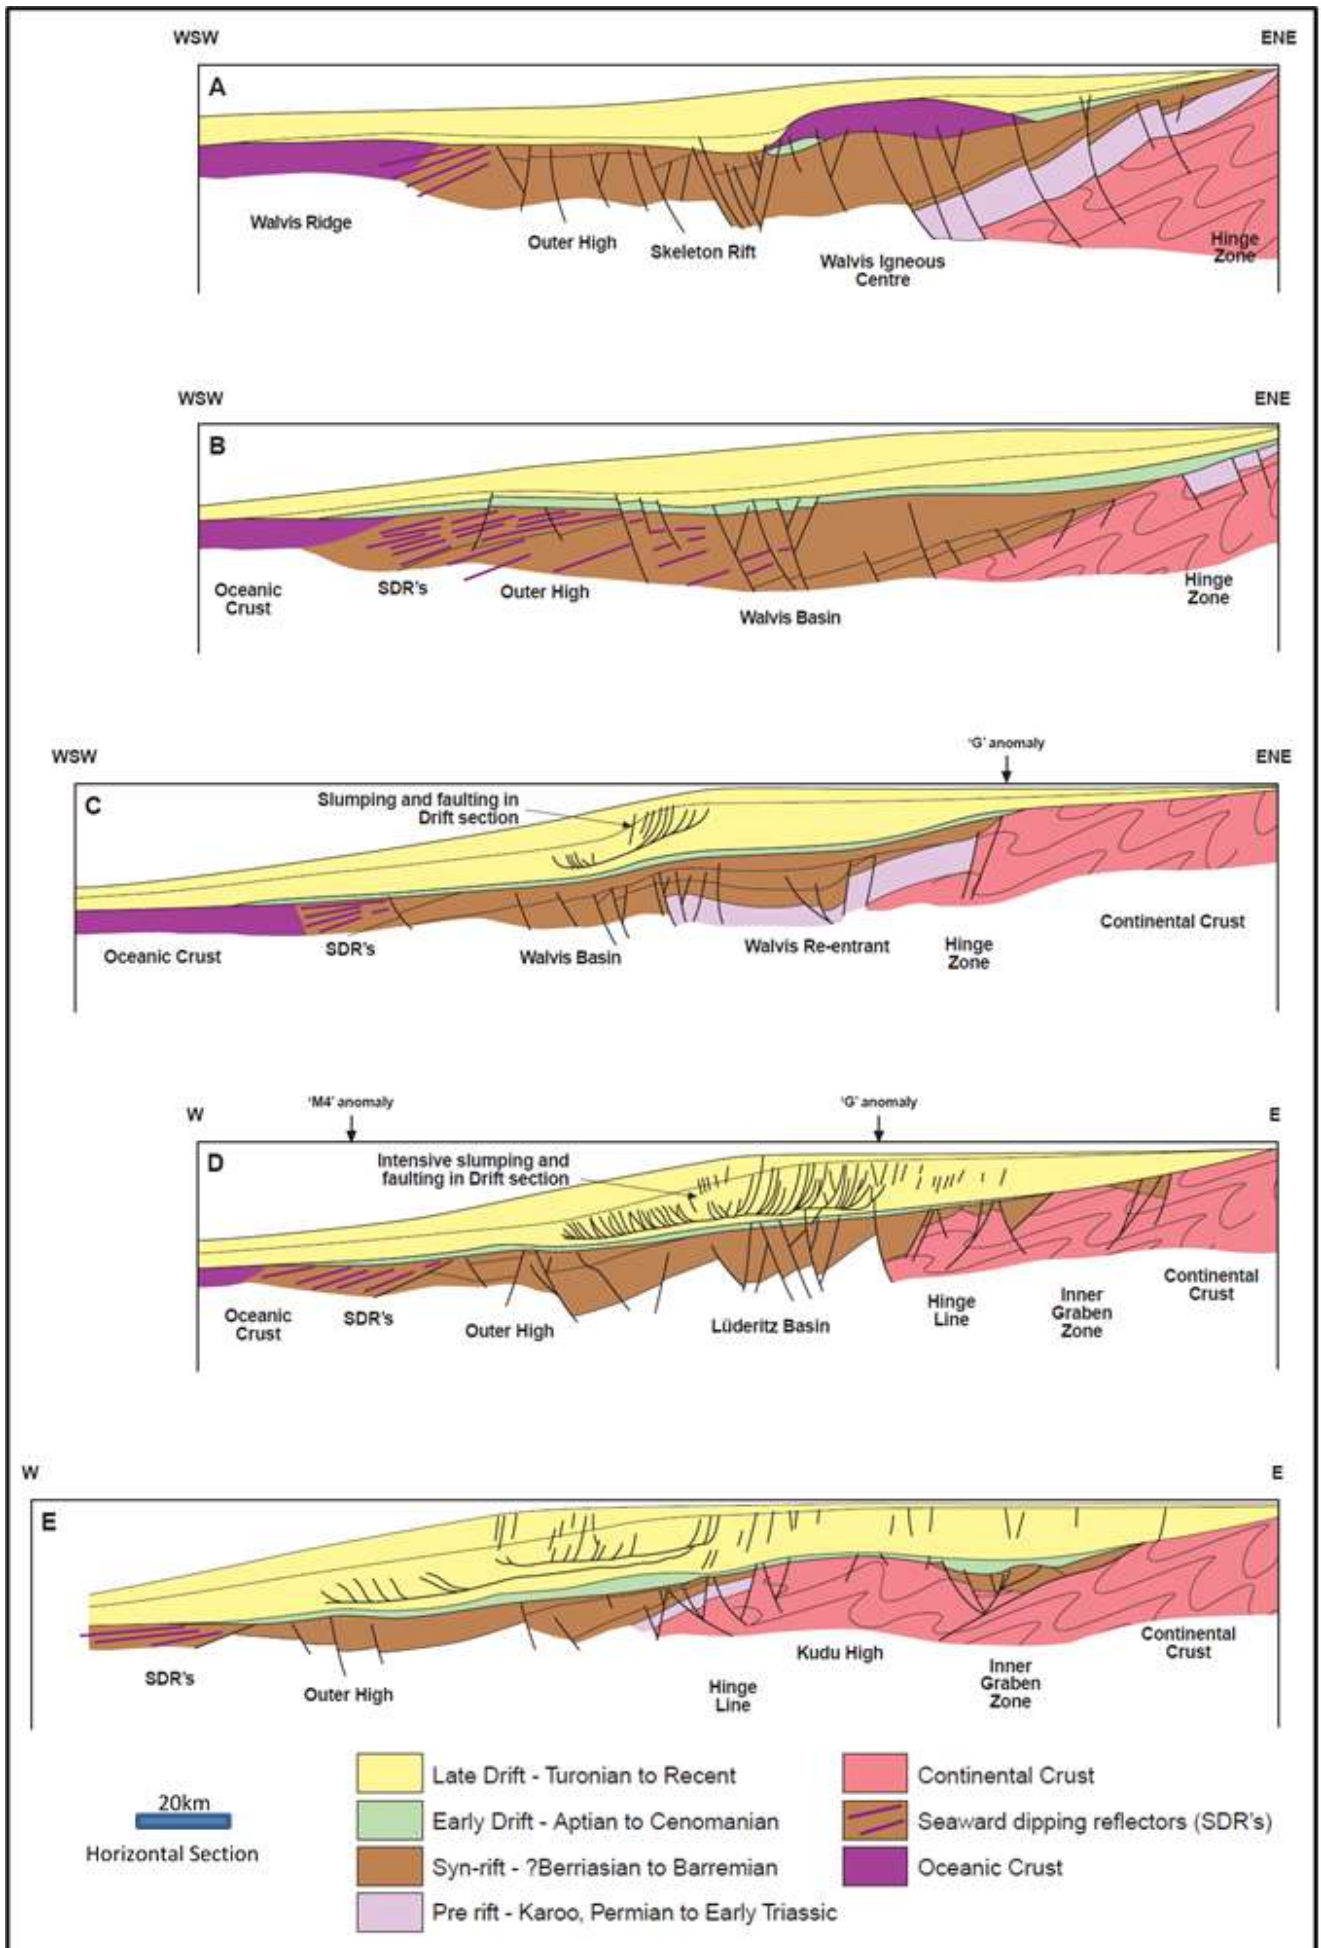 WSW
ENE
A
Walvis Ridge
Outer High
Skeleton Rift
Walvis Igneous
Centre
Hinge
Zone
WSW
ENE
B
Oceanic
Crust
SDR's
Outer High
Walvis Basin
Hinge
Zone
'G' anomaly
WSW
ENE
C
Slumping and faulting in
Drift section
Oceanic Crust
SDR's
Walvis Basin
Walvis Re-entrant
Hinge
Zone
Continental Crust
'M4' anomaly
'G' anomaly
W
E
D
Intensive slumping and
faulting in Drift section
Oceanic
Crust
SDR's
Outer High
Lüderitz Basin
Hinge
Line
Inner
Graben
Zone
Continental
Crust
W
E
E
SDR's
Outer High
Hinge
Line
Kudu High
Inner
Graben
Zone
Continental
Crust
20km
Horizontal Section
Late Drift - Turonian to Recent
Early Drift - Aptian to Cenomanian
Syn-rift - ?Berriasian to Barremian
Pre rift - Karoo, Permian to Early Triassic
Continental Crust
Seaward dipping reflectors (SDR's)
Oceanic Crust